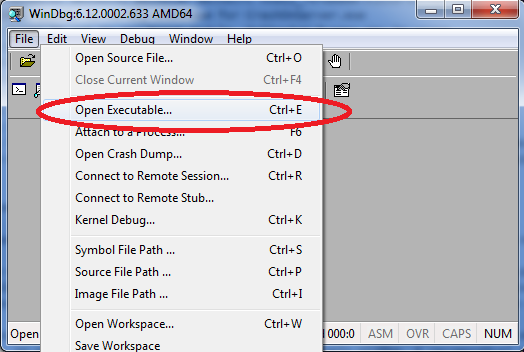 WinDbg:6.12.0002.633 AMD64
File Edit View Debug Window Help
Open Source File... Ctrl+O
Close Current Window Ctrl+F4
Open Executable... Ctrl+E
Attach to a Process... F6
Open Crash Dump... Ctrl+D
Connect to Remote Session... Ctrl+R
Connect to Remote Stub...
Kernel Debug... Ctrl+K
Symbol File Path ... Ctrl+S
Source File Path ... Ctrl+P
Image File Path ... Ctrl+I
Open Workspace... Ctrl+W
Save Workspace
Open 000:0 ASM OVR CAPS NUM